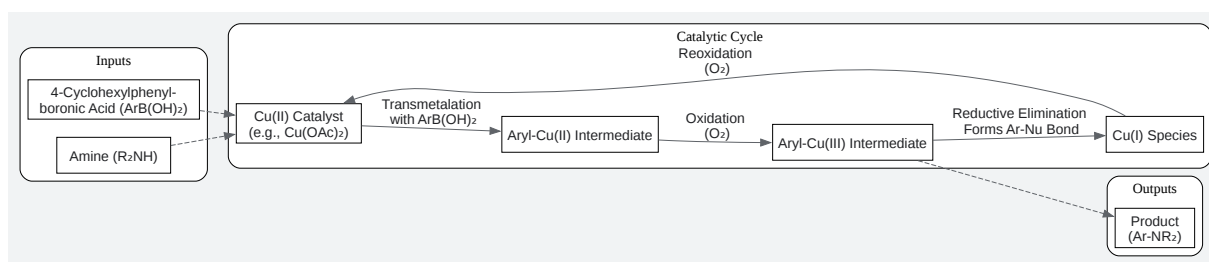 Inputs
4-Cyclohexylphenyl-
boronic Acid (ArB(OH)₂)
Amine (R₂NH)
Catalytic Cycle
Reoxidation
(O₂)
Cu(II) Catalyst
(e.g., Cu(OAc)₂)
Transmetalation
with ArB(OH)₂
Aryl-Cu(II) Intermediate
Oxidation
(O₂)
Aryl-Cu(III) Intermediate
Reductive Elimination
Forms Ar-Nu Bond
Cu(I) Species
Outputs
Product
(Ar-NR₂)